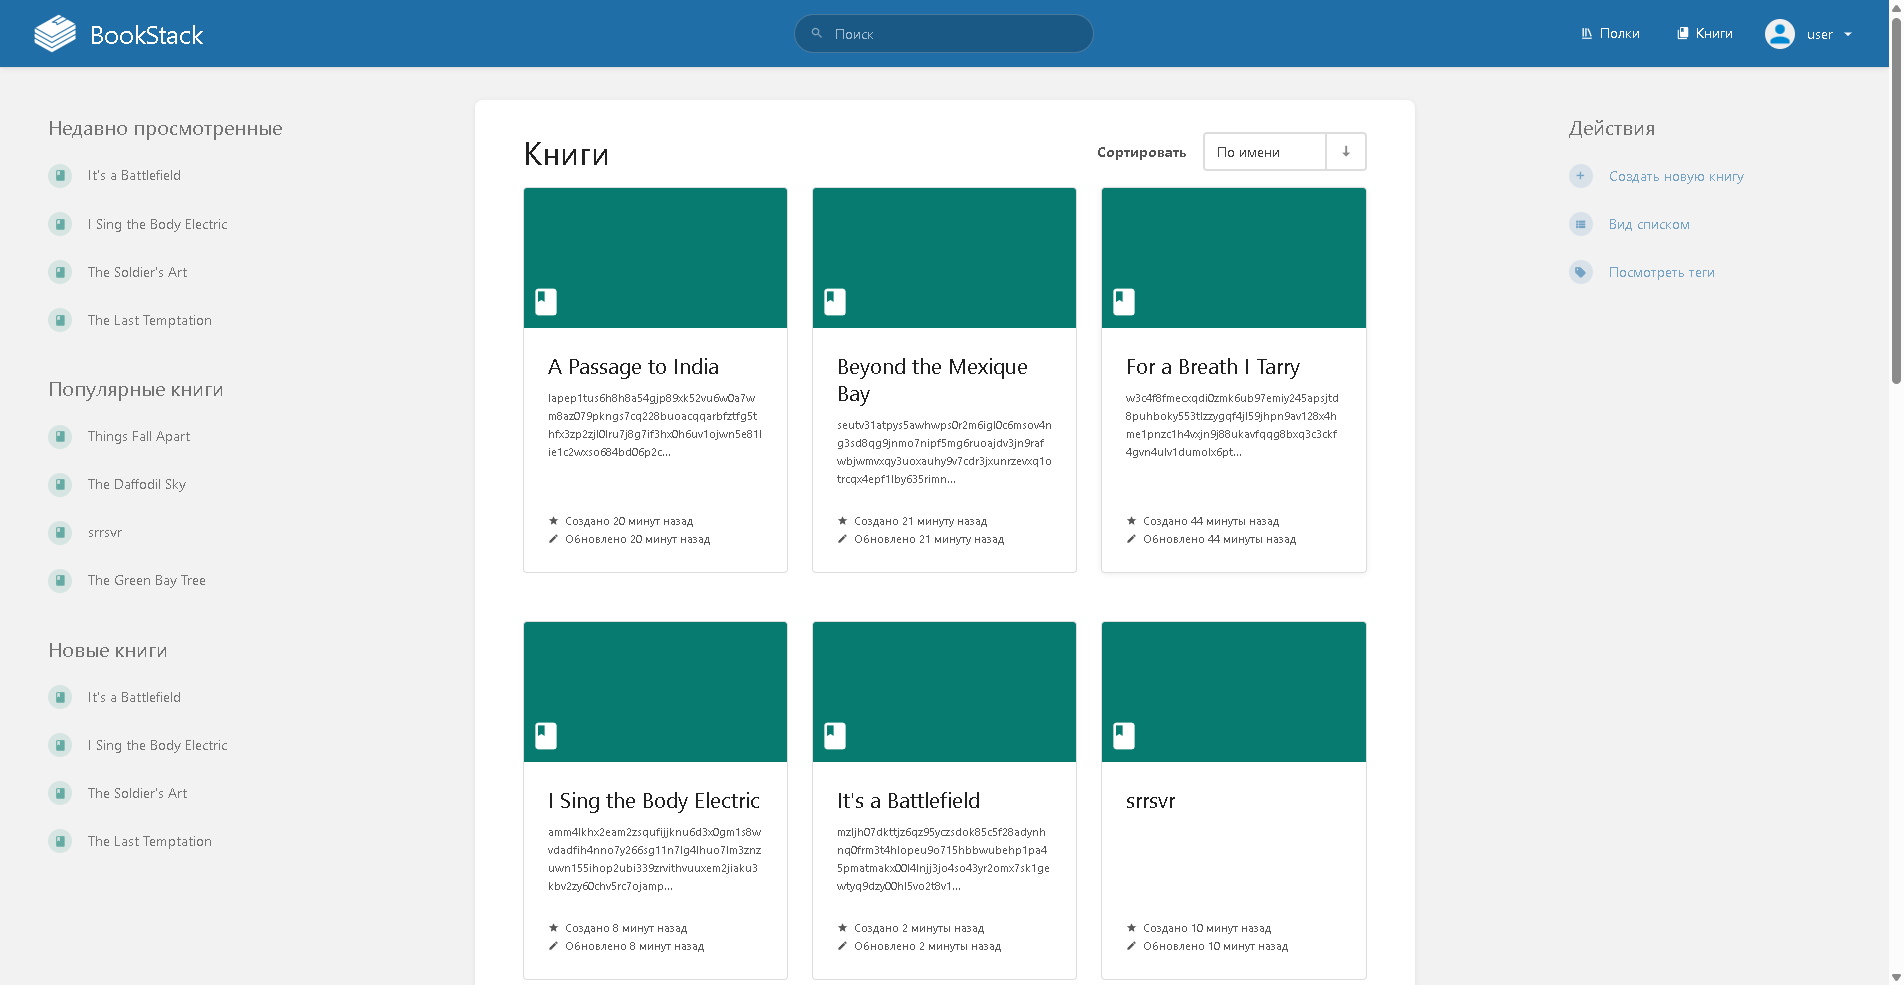 BookStack
Поиск
Полки
Книги
user
Недавно просмотренные
It's a Battlefield
I Sing the Body Electric
The Soldier's Art
The Last Temptation
Популярные книги
Things Fall Apart
The Daffodil Sky
srrsvr
The Green Bay Tree
Новые книги
It's a Battlefield
I Sing the Body Electric
The Soldier's Art
The Last Temptation
Книги
Сортировать
По имени
A Passage to India
Создано 20 минут назад
Обновлено 20 минут назад
Beyond the Mexique
Bay
Создано 21 минуту назад
Обновлено 21 минуту назад
For a Breath I Tarry
Создано 44 минуты назад
Обновлено 44 минуты назад
I Sing the Body Electric
Создано 8 минут назад
Обновлено 8 минут назад
It's a Battlefield
Создано 2 минуты назад
Обновлено 2 минуты назад
srrsvr
Создано 10 минут назад
Обновлено 10 минут назад
Действия
Создать новую книгу
Вид списком
Посмотреть теги